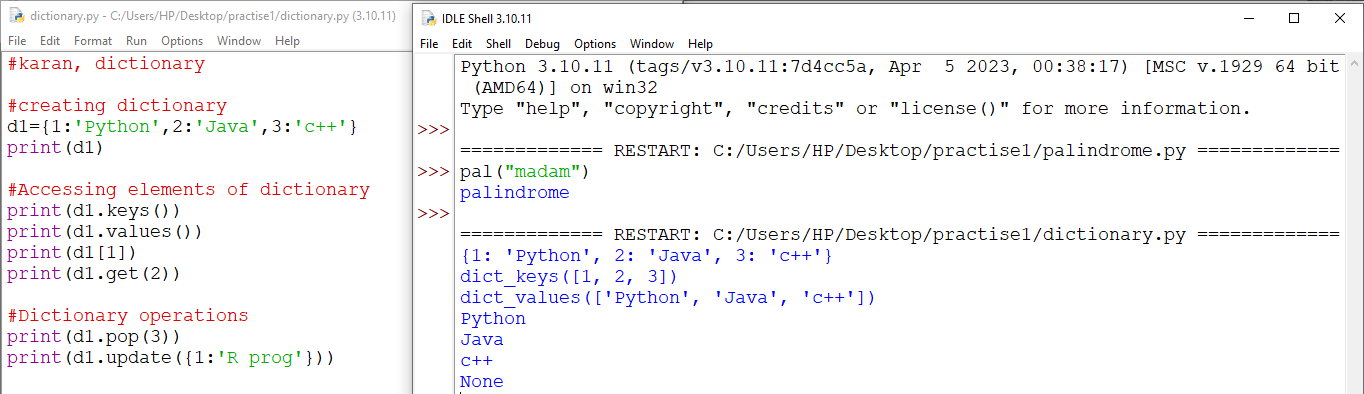 dictionary.py - C:/Users/HP/Desktop/practise1/dictionary.py (3.10.11)
File Edit Format Run Options Window Help
#karan, dictionary
#creating dictionary
d1={1:'Python',2:'Java',3:'c++'}
print(d1)
#Accessing elements of dictionary
print(d1.keys())
print(d1.values())
print(d1[1])
print(d1.get(2))
#Dictionary operations
print(d1.pop(3))
print(d1.update({1:'R prog'}))
IDLE Shell 3.10.11
File Edit Shell Debug Options Window Help
Python 3.10.11 (tags/v3.10.11:7d4cc5a, Apr  5 2023, 00:38:17) [MSC v.1929 64 bit
(AMD64)] on win32
Type "help", "copyright", "credits" or "license()" for more information.
>>>
============= RESTART: C:/Users/HP/Desktop/practise1/palindrome.py =============
>>> pal("madam")
palindrome
>>>
============= RESTART: C:/Users/HP/Desktop/practise1/dictionary.py =============
{1: 'Python', 2: 'Java', 3: 'c++'}
dict_keys([1, 2, 3])
dict_values(['Python', 'Java', 'c++'])
Python
Java
c++
None